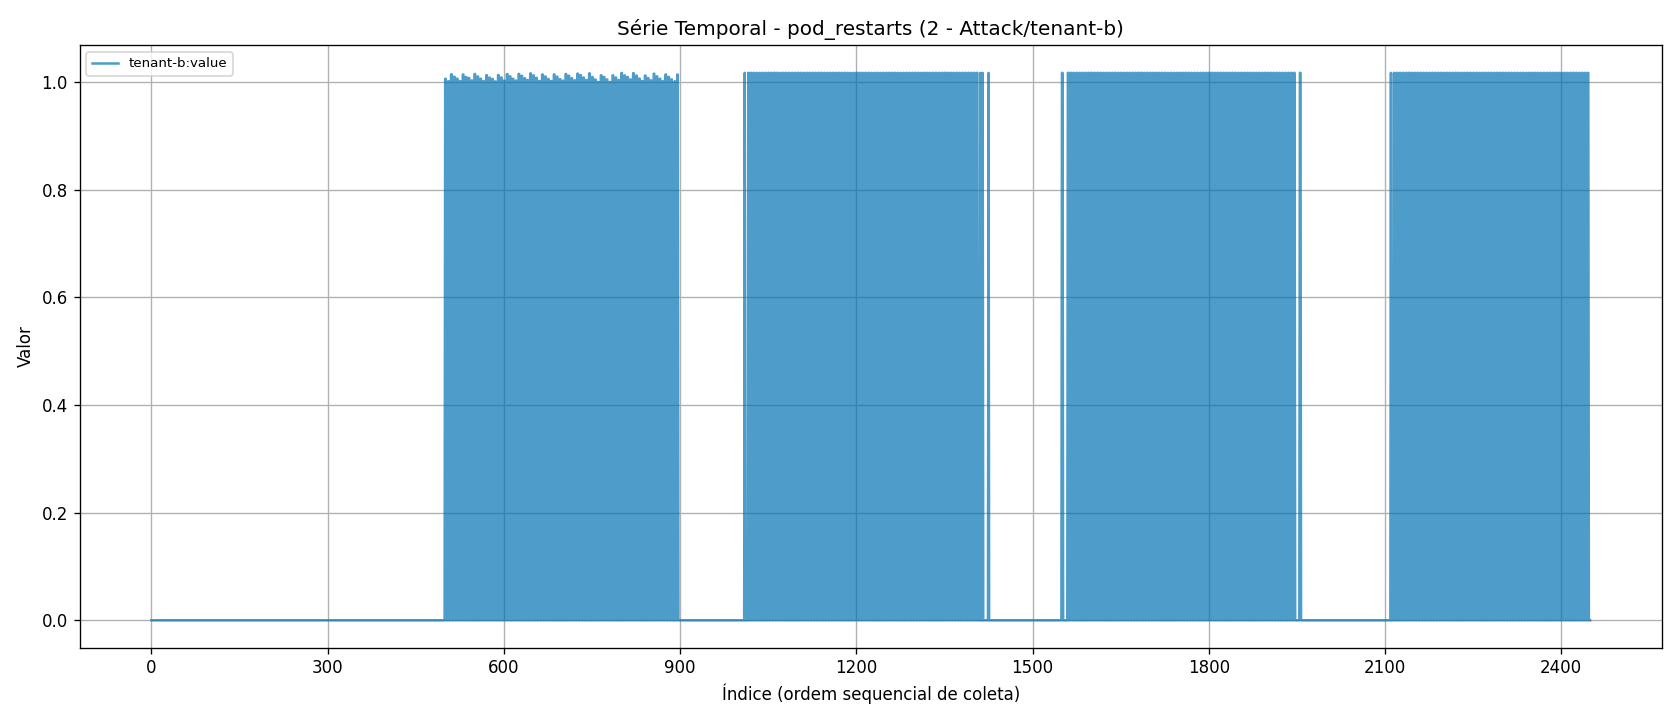 Série Temporal - pod_restarts (2 - Attack/tenant-b)
tenant-b:value
1.0
0.8
0.6
0.4
0.2
0.0
Valor
0 300 600 900 1200 1500 1800 2100 2400
Índice (ordem sequencial de coleta)